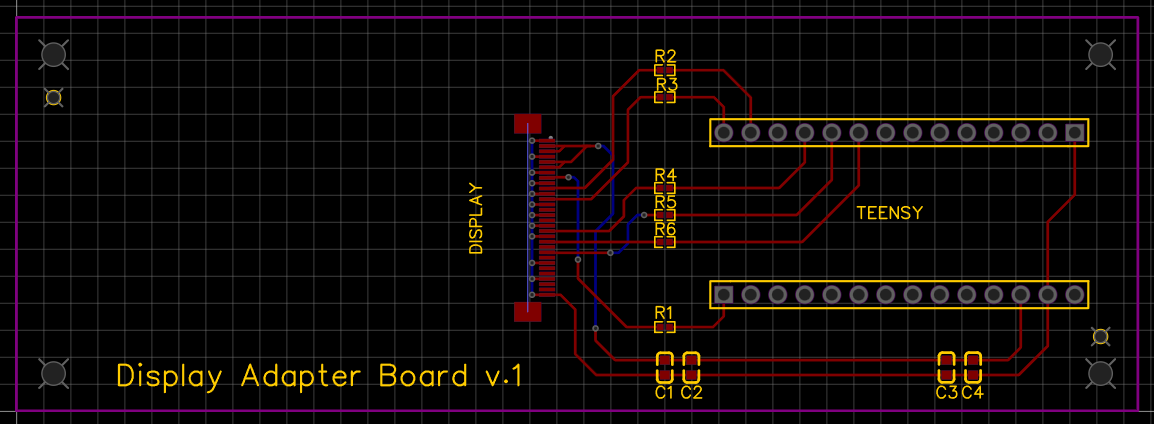 R2
R3
R4
R5
R6
DISPLAY
TEENSY
R1
Display Adapter Board v.1
C1 C2
C3 C4